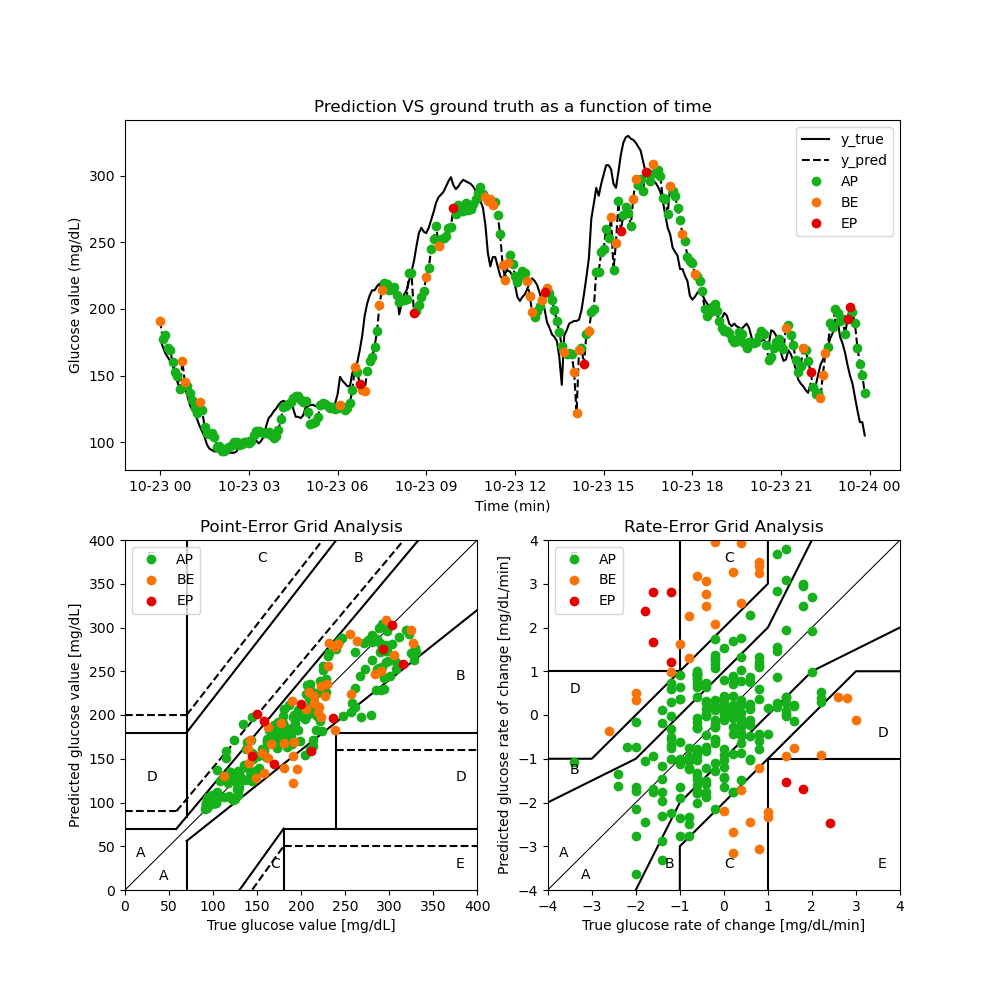 Prediction VS ground truth as a function of time
Glucose value (mg/dL)
300
250
200
150
100
y_true
y_pred
AP
BE
EP
10-23 00 10-23 03 10-23 06 10-23 09 10-23 12 10-23 15 10-23 18 10-23 21 10-24 00
Time (min)
Point-Error Grid Analysis
Predicted glucose value [mg/dL]
400
350
300
250
200
150
100
50
0
AP
BE
EP
C
B
B
D
D
A
A
C
E
0 50 100 150 200 250 300 350 400
True glucose value [mg/dL]
Rate-Error Grid Analysis
Predicted glucose rate of change [mg/dL/min]
4
3
2
1
0
−1
−2
−3
−4
AP
BE
EP
C
D
D
B
A
A
B
C
E
−4 −3 −2 −1 0 1 2 3 4
True glucose rate of change [mg/dL/min]